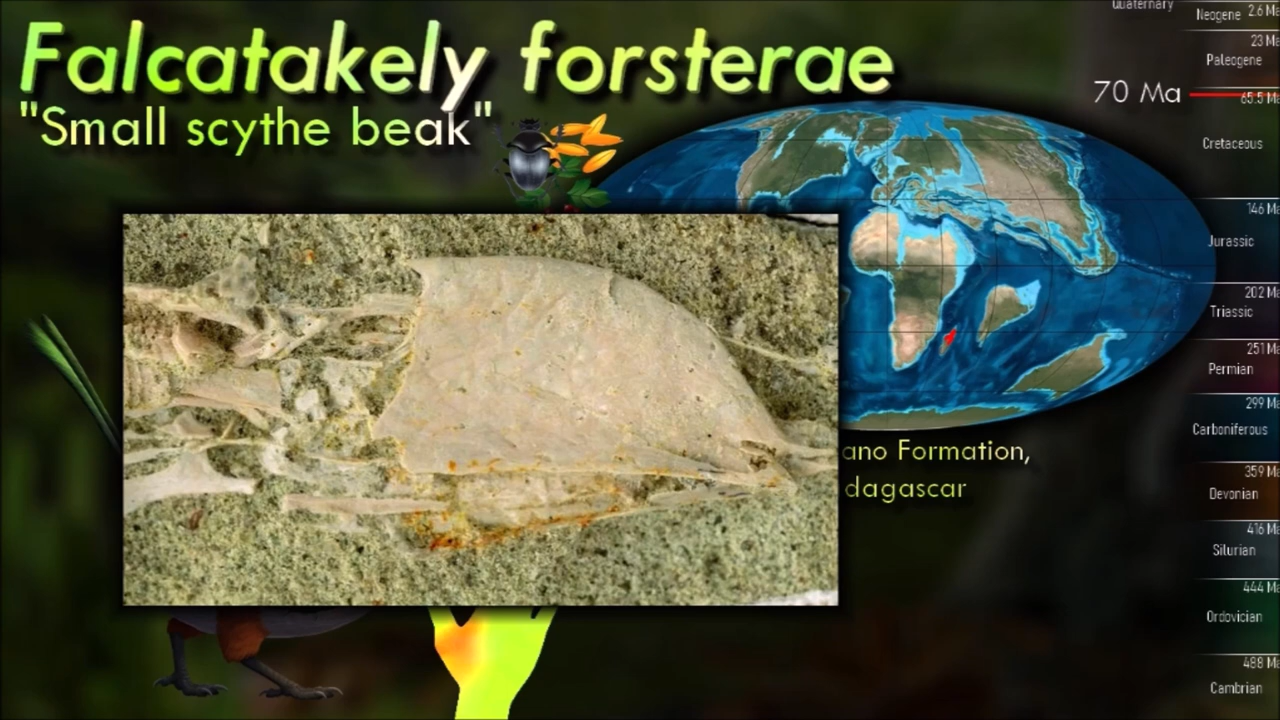 Falcatakely forsterae
"Small scythe beak"
70 Ma
ano Formation,
dagascar
Quaternary
2.6 Ma
Neogene
23 Ma
Paleogene
65.5 Ma
Cretaceous
146 Ma
Jurassic
202 Ma
Triassic
251 Ma
Permian
299 Ma
Carboniferous
359 Ma
Devonian
416 Ma
Silurian
444 Ma
Ordovician
488 Ma
Cambrian